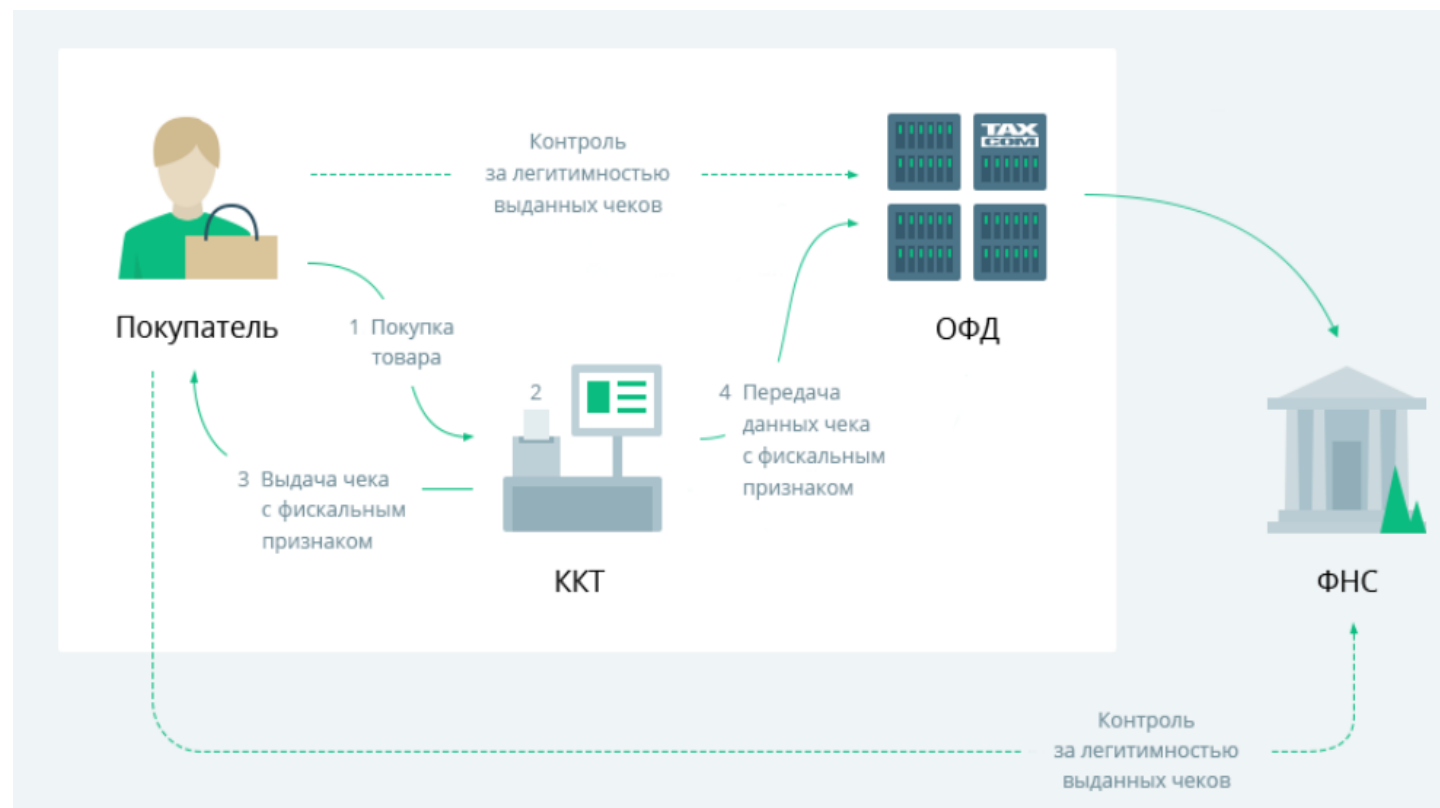 Контроль
за легитимностью
выданных чеков
TAX
COM
Покупатель
ОФД
1 Покупка
товара
2
4 Передача
данных чека
с фискальным
признаком
3 Выдача чека
с фискальным
признаком
ККТ
ФНС
Контроль
за легитимностью
выданных чеков